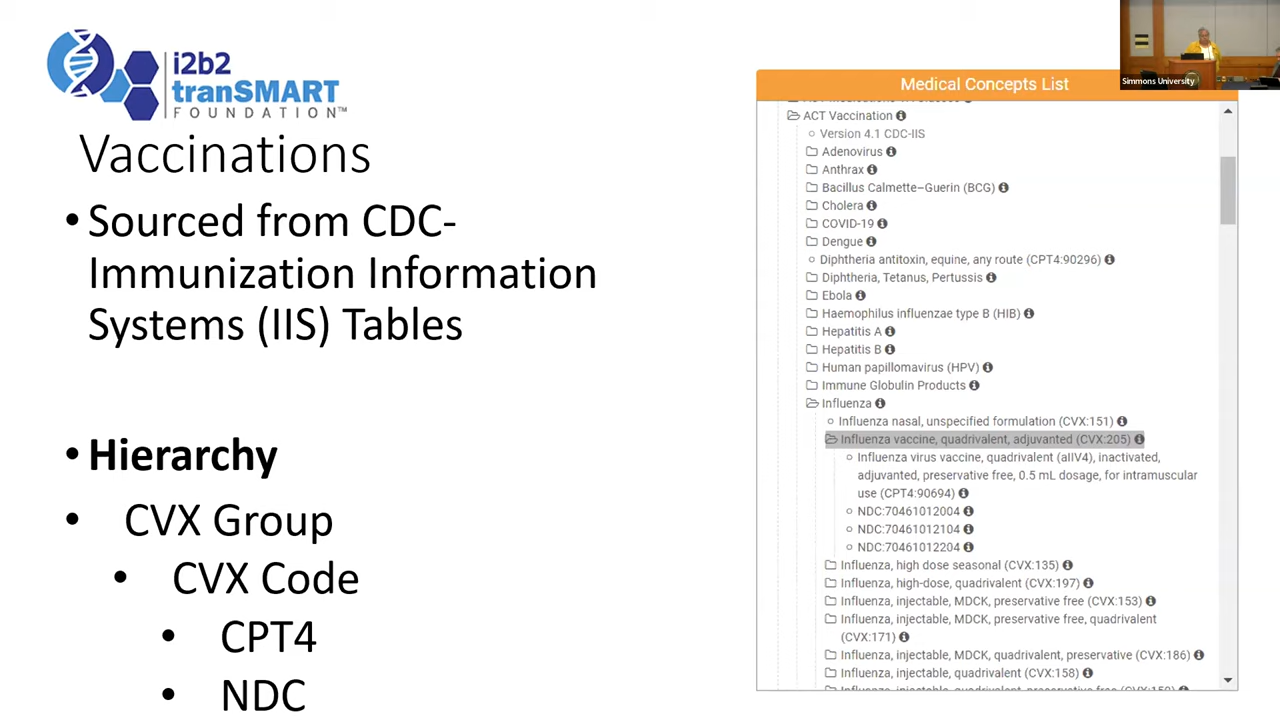 i2b2
tranSMART
FOUNDATION™
Vaccinations
• Sourced from CDC-
Immunization Information
Systems (IIS) Tables
• Hierarchy
• CVX Group
• CVX Code
• CPT4
• NDC
Simmons University
Medical Concepts List
ACT Vaccination
Version 4.1 CDC-IIS
Adenovirus
Anthrax
Bacillus Calmette–Guerin (BCG)
Cholera
COVID-19
Dengue
Diphtheria antitoxin, equine, any route (CPT4:90296)
Diphtheria, Tetanus, Pertussis
Ebola
Haemophilus influenzae type B (HIB)
Hepatitis A
Hepatitis B
Human papillomavirus (HPV)
Immune Globulin Products
Influenza
Influenza nasal, unspecified formulation (CVX:151)
Influenza vaccine, quadrivalent, adjuvanted (CVX:205)
Influenza virus vaccine, quadrivalent (aIIV4), inactivated,
adjuvanted, preservative free, 0.5 mL dosage, for intramuscular
use (CPT4:90694)
NDC:70461012004
NDC:70461012104
NDC:70461012204
Influenza, high dose seasonal (CVX:135)
Influenza, high-dose, quadrivalent (CVX:197)
Influenza, injectable, MDCK, preservative free (CVX:153)
Influenza, injectable, MDCK, preservative free, quadrivalent
(CVX:171)
Influenza, injectable, MDCK, quadrivalent, preservative (CVX:186)
Influenza, injectable, quadrivalent (CVX:158)